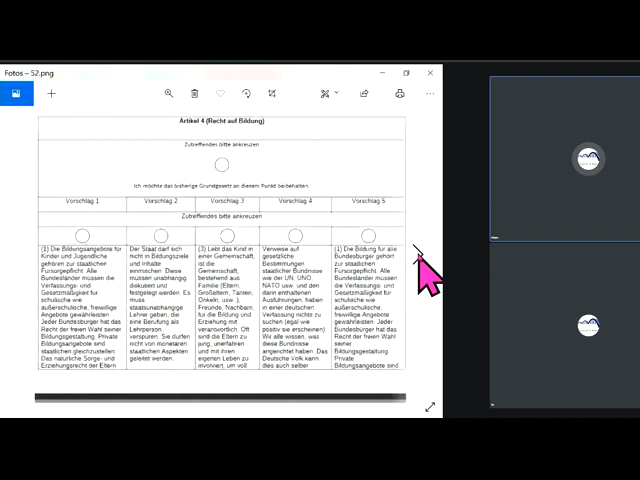 Fotos – 52.png
Artikel 4 (Recht auf Bildung)
Zutreffendes bitte ankreuzen
Ich möchte das bisherige Grundgesetz an diesem Punkt beibehalten.
Vorschlag 1
Vorschlag 2
Vorschlag 3
Vorschlag 4
Vorschlag 5
Zutreffendes bitte ankreuzen
(1) Die Bildungsangebote für
Kinder und Jugendliche
gehören zur staatlichen
Fürsorgepflicht. Alle
Bundesländer müssen die
Verfassungs- und
Gesetzmäßigkeit für
schulische wie
außerschulische, freiwillige
Angebote gewährleisten.
Jeder Bundesbürger hat das
Recht der freien Wahl seiner
Bildungsgestaltung. Private
Bildungsangebote sind
staatlichen gleichzustellen.
Das natürliche Sorge- und
Erziehungsrecht der Eltern
Der Staat darf sich
nicht in Bildungsziele
und Inhalte
einmischen. Diese
müssen unabhängig
diskutiert und
festgelegt werden. Es
muss
staatsunabhängige
Lehrer geben, die
eine Berufung als
Lehrperson
verspüren. Sie dürfen
nicht von monetären
staatlichen Aspekten
geleitet werden.
(3) Lebt das Kind in
einer Gemeinschaft,
ist die
Gemeinschaft,
bestehend aus
Familie (Eltern
Großeltern, Tanten,
Onkeln, usw.),
Freunde, Nachbarn,
für die Bildung und
Erziehung mit
verantwortlich. Oft
sind die Eltern zu
jung, unerfahren
und mit ihren
eigenen Leben zu
involviert, um voll
Verweise auf
gesetzliche
Bestimmungen
staatlicher Bündnisse
wie der UN, UNO,
NATO usw. und den
dann enthaltenen
Ausführungen, haben
in einer deutschen
Verfassung nichts zu
suchen (egal wie
positiv sie erscheinen)
Wir alle wissen, was
diese Bündnisse
angerichtet haben. Das
Deutsche Volk kann
dies auch selber
(1) Die Bildung für alle
Bundesbürger gehört
zur staatlichen
Fürsorgepflicht. Alle
Bundesländer müssen
die Verfassungs- und
Gesetzmäßigkeit für
schulische wie
außerschulische,
freiwillige Angebote
gewährleisten. Jeder
Bundesbürger hat das
Recht der freien Wahl
seiner
Bildungsgestaltung.
Private
Bildungsangebote sind